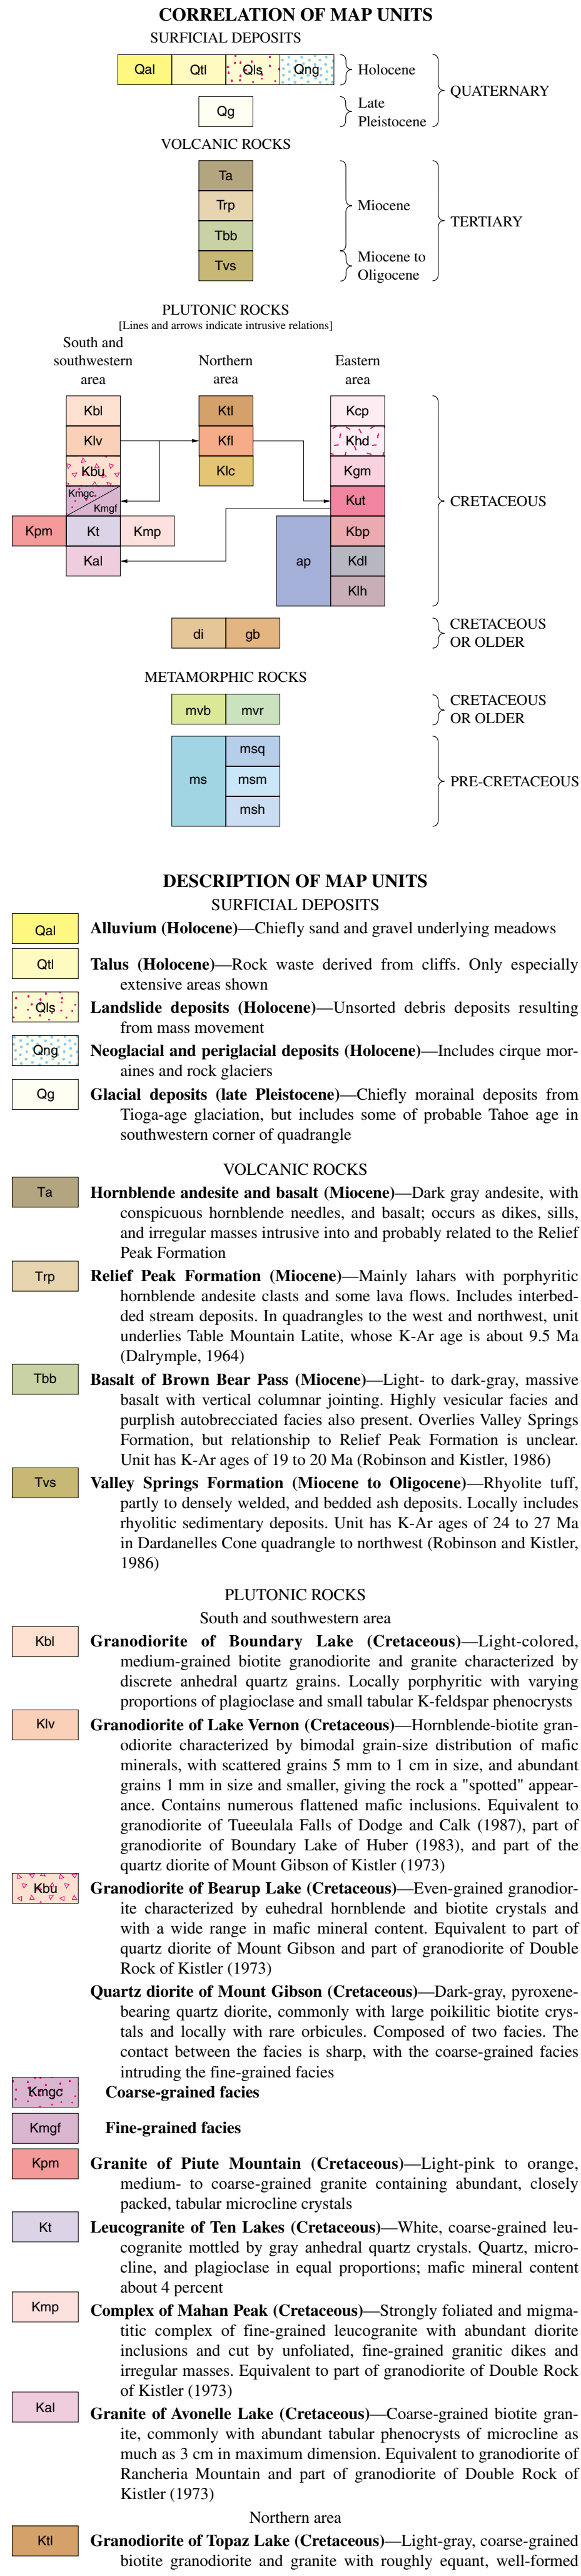 CORRELATION OF MAP UNITS
SURFICIAL DEPOSITS
Qal Qtl Qls Qng Holocene
QUATERNARY
Qg Late
Pleistocene
VOLCANIC ROCKS
Ta
Trp Miocene
TERTIARY
Tbb
Tvs Miocene to
Oligocene
PLUTONIC ROCKS
[Lines and arrows indicate intrusive relations]
South and
southwestern
area
Northern
area
Eastern
area
Kbl Ktl Kcp
Klv Kfl Khd
Kbu Klc Kgm
Kmgc Kmgf Kut CRETACEOUS
Kpm Kt Kmp Kbp
Kal ap Kdl
Klh
di gb CRETACEOUS
OR OLDER
METAMORPHIC ROCKS
mvb mvr CRETACEOUS
OR OLDER
msq
ms msm PRE-CRETACEOUS
msh
DESCRIPTION OF MAP UNITS
SURFICIAL DEPOSITS
Qal Alluvium (Holocene)—Chiefly sand and gravel underlying meadows
Qtl Talus (Holocene)—Rock waste derived from cliffs. Only especially
extensive areas shown
Qls Landslide deposits (Holocene)—Unsorted debris deposits resulting
from mass movement
Qng Neoglacial and periglacial deposits (Holocene)—Includes cirque mor-
aines and rock glaciers
Qg Glacial deposits (late Pleistocene)—Chiefly morainal deposits from
Tioga-age glaciation, but includes some of probable Tahoe age in
southwestern corner of quadrangle
VOLCANIC ROCKS
Ta Hornblende andesite and basalt (Miocene)—Dark gray andesite, with
conspicuous hornblende needles, and basalt; occurs as dikes, sills,
and irregular masses intrusive into and probably related to the Relief
Peak Formation
Trp Relief Peak Formation (Miocene)—Mainly lahars with porphyritic
hornblende andesite clasts and some lava flows. Includes interbed-
ded stream deposits. In quadrangles to the west and northwest, unit
underlies Table Mountain Latite, whose K-Ar age is about 9.5 Ma
(Dalrymple, 1964)
Tbb Basalt of Brown Bear Pass (Miocene)—Light- to dark-gray, massive
basalt with vertical columnar jointing. Highly vesicular facies and
purplish autobrecciated facies also present. Overlies Valley Springs
Formation, but relationship to Relief Peak Formation is unclear.
Unit has K-Ar ages of 19 to 20 Ma (Robinson and Kistler, 1986)
Tvs Valley Springs Formation (Miocene to Oligocene)—Rhyolite tuff,
partly to densely welded, and bedded ash deposits. Locally includes
rhyolitic sedimentary deposits. Unit has K-Ar ages of 24 to 27 Ma
in Dardanelles Cone quadrangle to northwest (Robinson and Kistler,
1986)
PLUTONIC ROCKS
South and southwestern area
Kbl Granodiorite of Boundary Lake (Cretaceous)—Light-colored,
medium-grained biotite granodiorite and granite characterized by
discrete anhedral quartz grains. Locally porphyritic with varying
proportions of plagioclase and small tabular K-feldspar phenocrysts
Klv Granodiorite of Lake Vernon (Cretaceous)—Hornblende-biotite gran-
odiorite characterized by bimodal grain-size distribution of mafic
minerals, with scattered grains 5 mm to 1 cm in size, and abundant
grains 1 mm in size and smaller, giving the rock a "spotted" appear-
ance. Contains numerous flattened mafic inclusions. Equivalent to
granodiorite of Tueeulala Falls of Dodge and Calk (1987), part of
granodiorite of Boundary Lake of Huber (1983), and part of the
quartz diorite of Mount Gibson of Kistler (1973)
Kbu Granodiorite of Bearup Lake (Cretaceous)—Even-grained granodior-
ite characterized by euhedral hornblende and biotite crystals and
with a wide range in mafic mineral content. Equivalent to part of
quartz diorite of Mount Gibson and part of granodiorite of Double
Rock of Kistler (1973)
Quartz diorite of Mount Gibson (Cretaceous)—Dark-gray, pyroxene-
bearing quartz diorite, commonly with large poikilitic biotite crys-
tals and locally with rare orbicules. Composed of two facies. The
contact between the facies is sharp, with the coarse-grained facies
intruding the fine-grained facies
Kmgc Coarse-grained facies
Kmgf Fine-grained facies
Kpm Granite of Piute Mountain (Cretaceous)—Light-pink to orange,
medium- to coarse-grained granite containing abundant, closely
packed, tabular microcline crystals
Kt Leucogranite of Ten Lakes (Cretaceous)—White, coarse-grained leu-
cogranite mottled by gray anhedral quartz crystals. Quartz, micro-
cline, and plagioclase in equal proportions; mafic mineral content
about 4 percent
Kmp Complex of Mahan Peak (Cretaceous)—Strongly foliated and migma-
titic complex of fine-grained leucogranite with abundant diorite
inclusions and cut by unfoliated, fine-grained granitic dikes and
irregular masses. Equivalent to part of granodiorite of Double Rock
of Kistler (1973)
Kal Granite of Avonelle Lake (Cretaceous)—Coarse-grained biotite gran-
ite, commonly with abundant tabular phenocrysts of microcline as
much as 3 cm in maximum dimension. Equivalent to granodiorite of
Rancheria Mountain and part of granodiorite of Double Rock of
Kistler (1973)
Northern area
Ktl Granodiorite of Topaz Lake (Cretaceous)—Light-gray, coarse-grained
biotite granodiorite and granite with roughly equant, well-formed